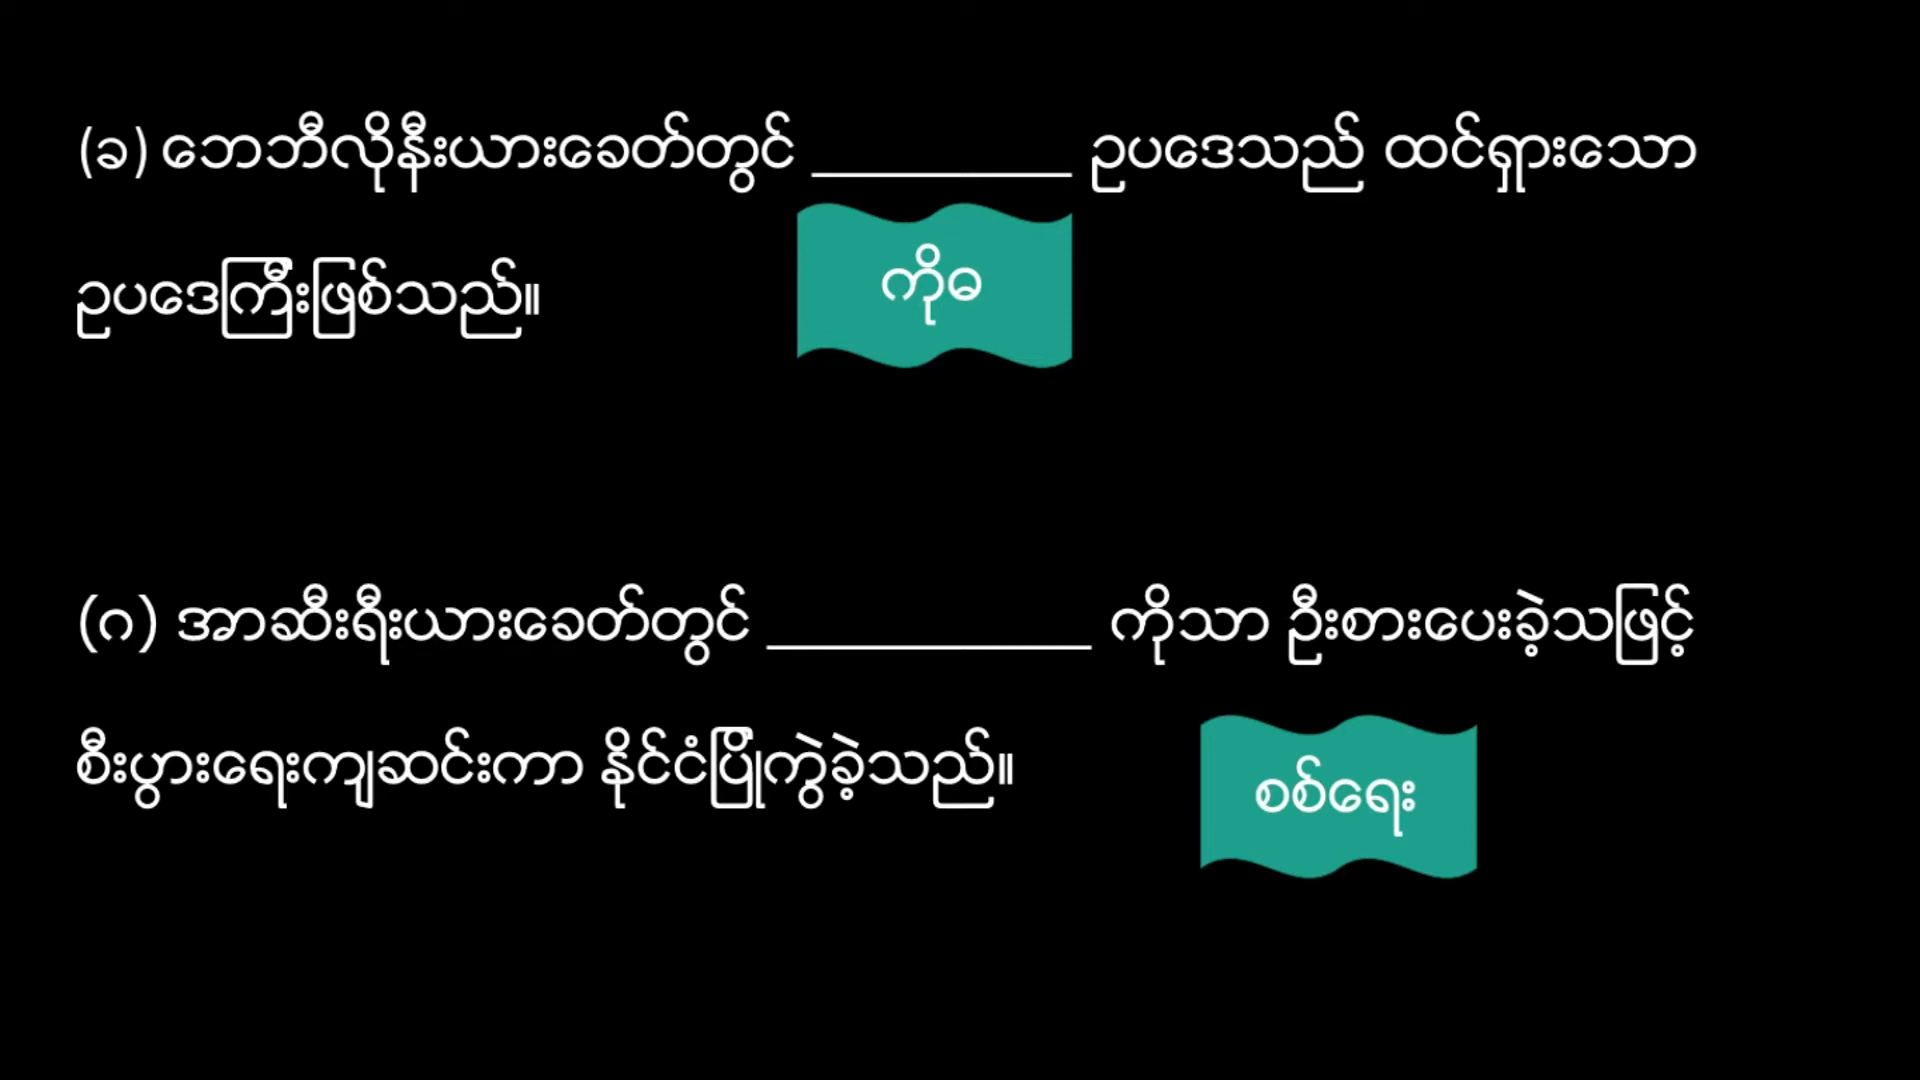 (ခ) ဘေဘီလိုနီးယားခေတ်တွင် __________ ဥပဒေသည် ထင်ရှားသော
ကိုဓ
ဥပဒေကြီးဖြစ်သည်။
(ဂ) အာဆီးရီးယားခေတ်တွင် ____________ ကိုသာ ဦးစားပေးခဲ့သဖြင့်
စီးပွားရေးကျဆင်းကာ နိုင်ငံပြိုကွဲခဲ့သည်။
စစ်ရေး